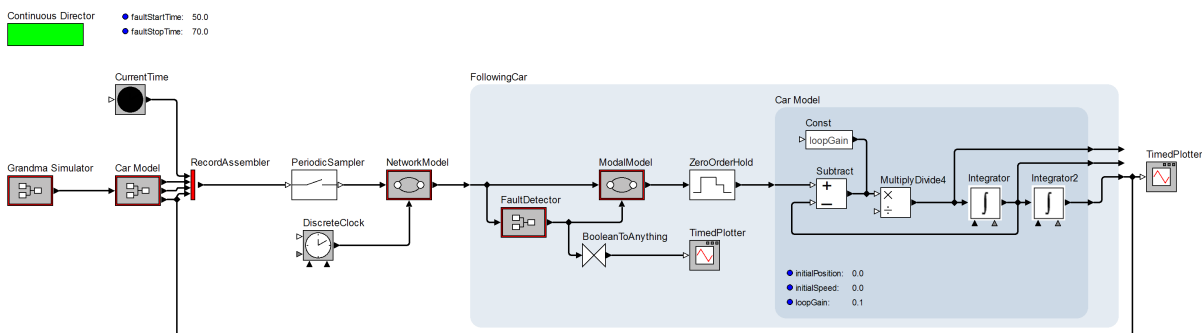 Continuous Director
faultStartTime: 50.0
faultStopTime: 70.0
CurrentTime
FollowingCar
Car Model
Const
loopGain
Grandma Simulator
Car Model
RecordAssembler
PeriodicSampler
NetworkModel
ModalModel
ZeroOrderHold
Subtract
+
−
MultiplyDivide4
×
÷
Integrator
∫
Integrator2
∫
TimedPlotter
FaultDetector
DiscreteClock
BooleanToAnything
TimedPlotter
initialPosition: 0.0
initialSpeed: 0.0
loopGain: 0.1